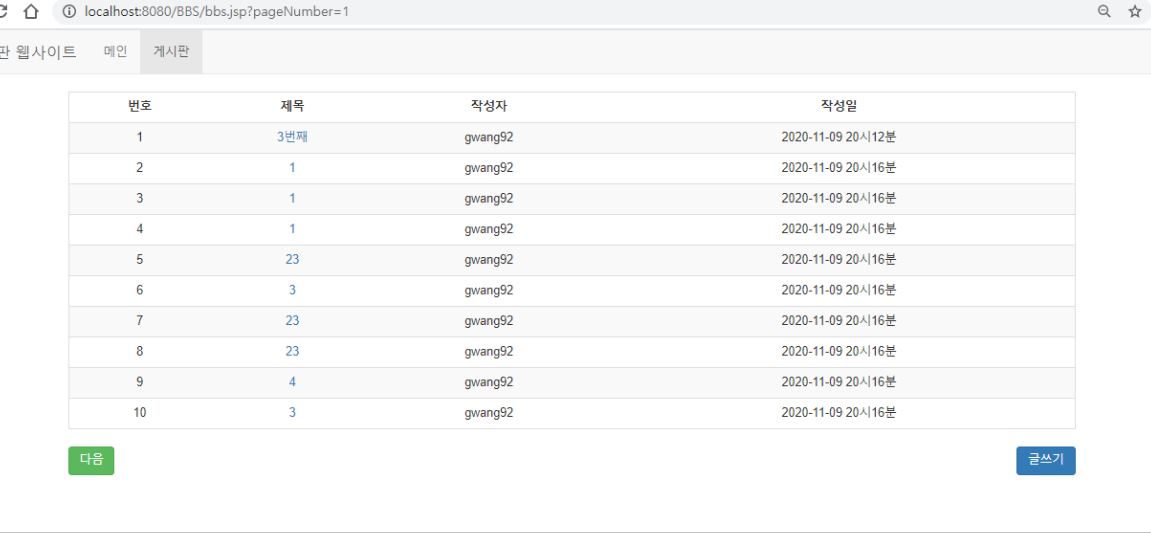 localhost:8080/BBS/bbs.jsp?pageNumber=1
판 웹사이트 메인 게시판
번호 제목 작성자 작성일
1 3번째 gwang92 2020-11-09 20시12분
2 1 gwang92 2020-11-09 20시16분
3 1 gwang92 2020-11-09 20시16분
4 1 gwang92 2020-11-09 20시16분
5 23 gwang92 2020-11-09 20시16분
6 3 gwang92 2020-11-09 20시16분
7 23 gwang92 2020-11-09 20시16분
8 23 gwang92 2020-11-09 20시16분
9 4 gwang92 2020-11-09 20시16분
10 3 gwang92 2020-11-09 20시16분
다음 글쓰기